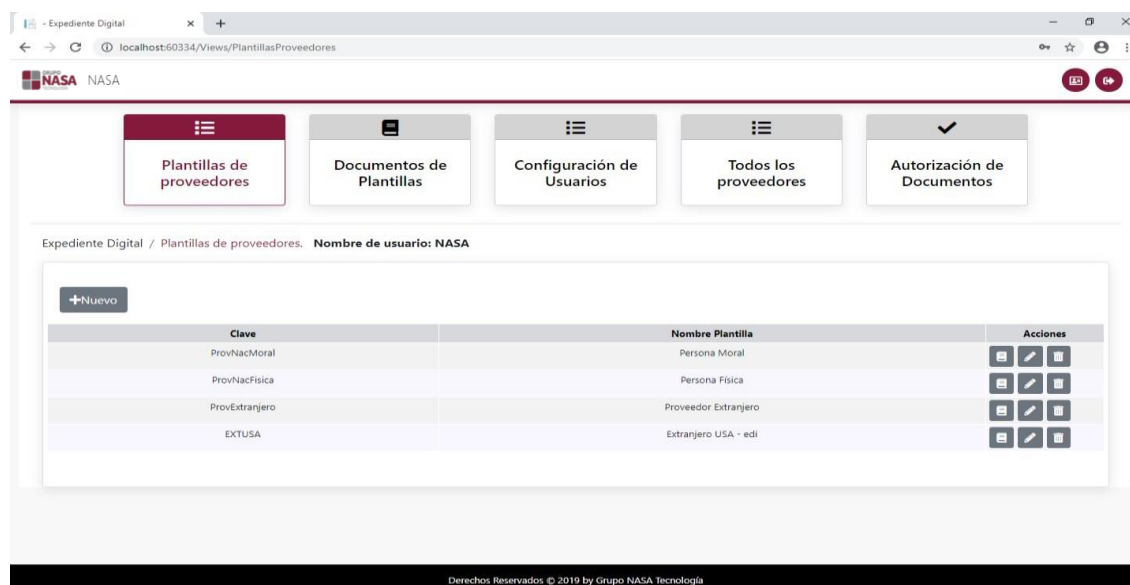 - Expediente Digital
localhost:60334/Views/PlantillasProveedores
GRUPO
NASA NASA
TECNOLOGÍA
Plantillas de
proveedores
Documentos de
Plantillas
Configuración de
Usuarios
Todos los
proveedores
Autorización de
Documentos
Expediente Digital / Plantillas de proveedores. Nombre de usuario: NASA
+Nuevo
Clave Nombre Plantilla Acciones
ProvNacMoral Persona Moral
ProvNacFisica Persona Física
ProvExtranjero Proveedor Extranjero
EXTUSA Extranjero USA - edi
Derechos Reservados © 2019 by Grupo NASA Tecnología